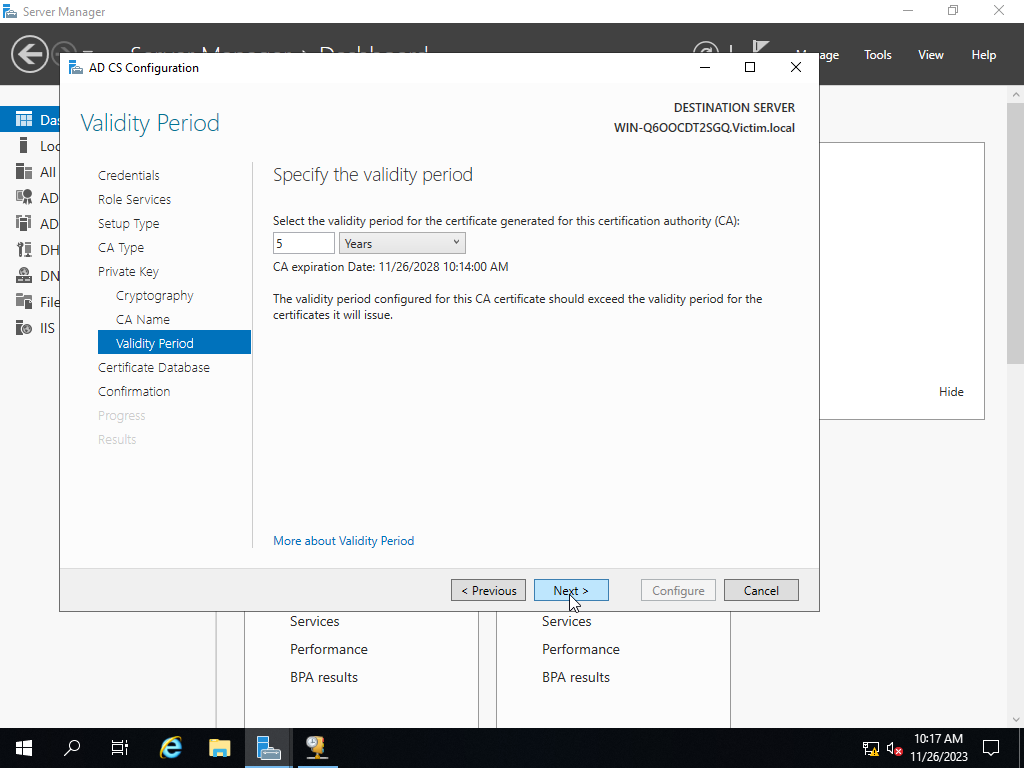 Server Manager
Manage Tools View Help
AD CS Configuration
Validity Period
DESTINATION SERVER
WIN-Q6OOCDT2SGQ.Victim.local
Credentials
Role Services
Setup Type
CA Type
Private Key
Cryptography
CA Name
Validity Period
Certificate Database
Confirmation
Progress
Results
Specify the validity period
Select the validity period for the certificate generated for this certification authority (CA):
5 Years
CA expiration Date: 11/26/2028 10:14:00 AM
The validity period configured for this CA certificate should exceed the validity period for the
certificates it will issue.
More about Validity Period
< Previous Next > Configure Cancel
Das
Loc
All
AD
AD
DH
DN
File
IIS
Hide
Services
Performance
BPA results
Services
Performance
BPA results
10:17 AM
11/26/2023